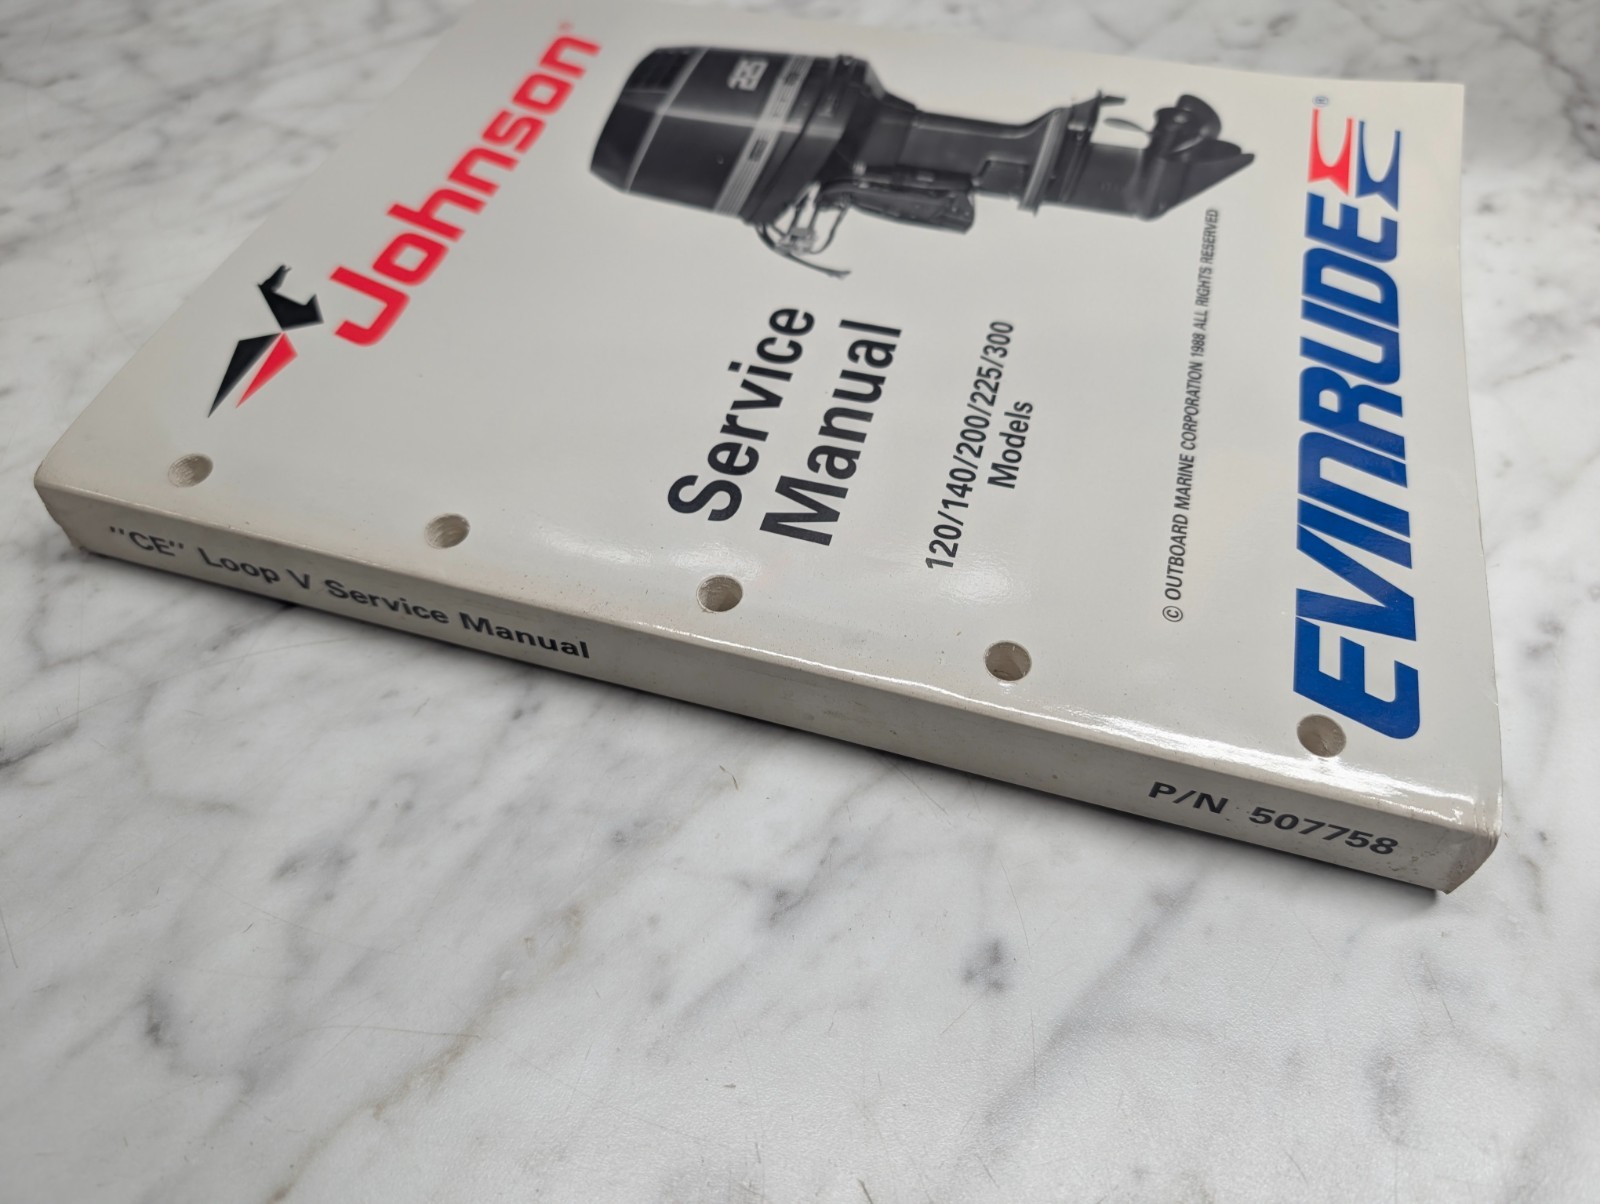 Johnson
225
Service
Manual
120/140/200/225/300
Models
© OUTBOARD MARINE CORPORATION 1988 ALL RIGHTS RESERVED
EVINRUDE®
"CE" Loop V Service Manual
P/N 507758